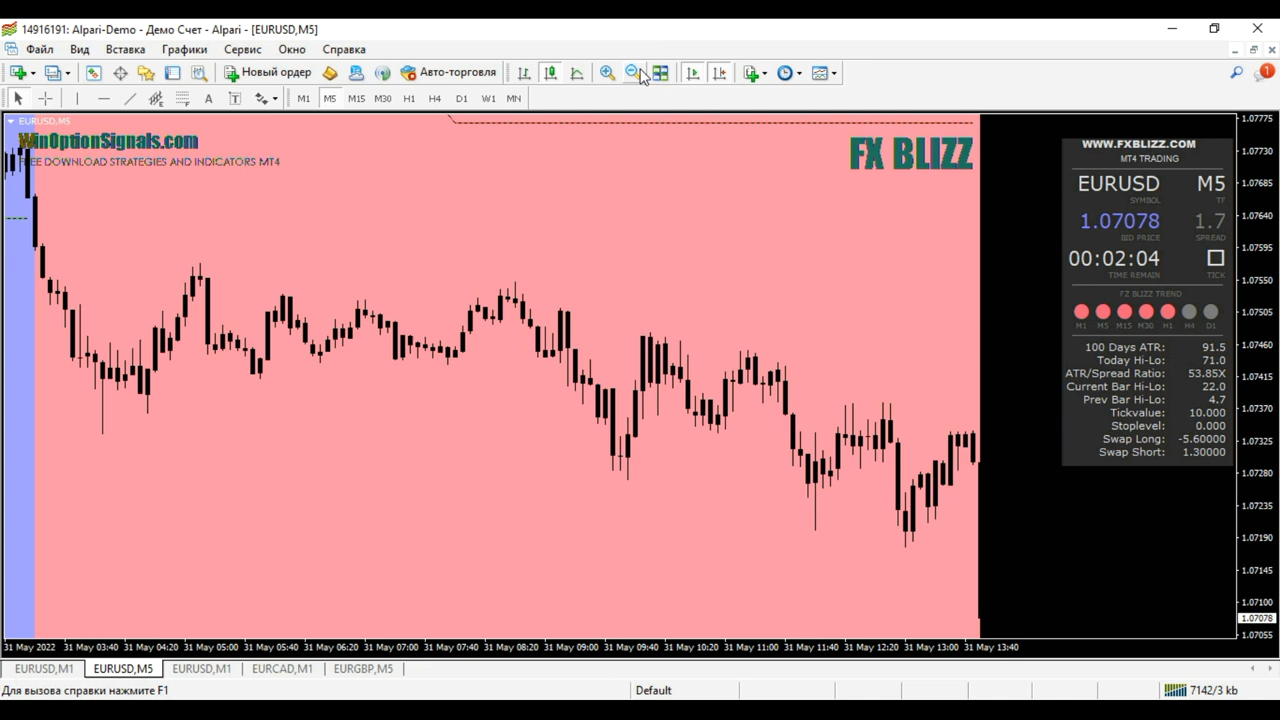 14916191: Alpari-Demo - Демо Счет - Alpari - [EURUSD,M5]
Файл Вид Вставка Графики Сервис Окно Справка
Новый ордер Авто-торговля
1
A T M1 M5 M15 M30 H1 H4 D1 W1 MN
EURUSD,M5
WinOptionSignals.com
FREE DOWNLOAD STRATEGIES AND INDICATORS MT4
FX BLIZZ
WWW.FXBLIZZ.COM
MT4 TRADING
EURUSD M5
SYMBOL TF
1.07078 1.7
BID PRICE SPREAD
00:02:04
TIME REMAIN TICK
FZ BLIZZ TREND
M1 M5 M15 M30 H1 H4 D1
100 Days ATR: 91.5
Today Hi-Lo: 71.0
ATR/Spread Ratio: 53.85X
Current Bar Hi-Lo: 22.0
Prev Bar Hi-Lo: 4.7
Tickvalue: 10.000
Stoplevel: 0.000
Swap Long: -5.60000
Swap Short: 1.30000
1.07775
1.07730
1.07685
1.07640
1.07595
1.07550
1.07505
1.07460
1.07415
1.07370
1.07325
1.07280
1.07235
1.07190
1.07145
1.07100
1.07078
1.07055
31 May 2022 31 May 03:40 31 May 04:20 31 May 05:00 31 May 05:40 31 May 06:20 31 May 07:00 31 May 07:40 31 May 08:20 31 May 09:00 31 May 09:40 31 May 10:20 31 May 11:00 31 May 11:40 31 May 12:20 31 May 13:00 31 May 13:40
EURUSD,M1 EURUSD,M5 EURUSD,M1 EURCAD,M1 EURGBP,M5
Для вызова справки нажмите F1 Default 7142/3 kb